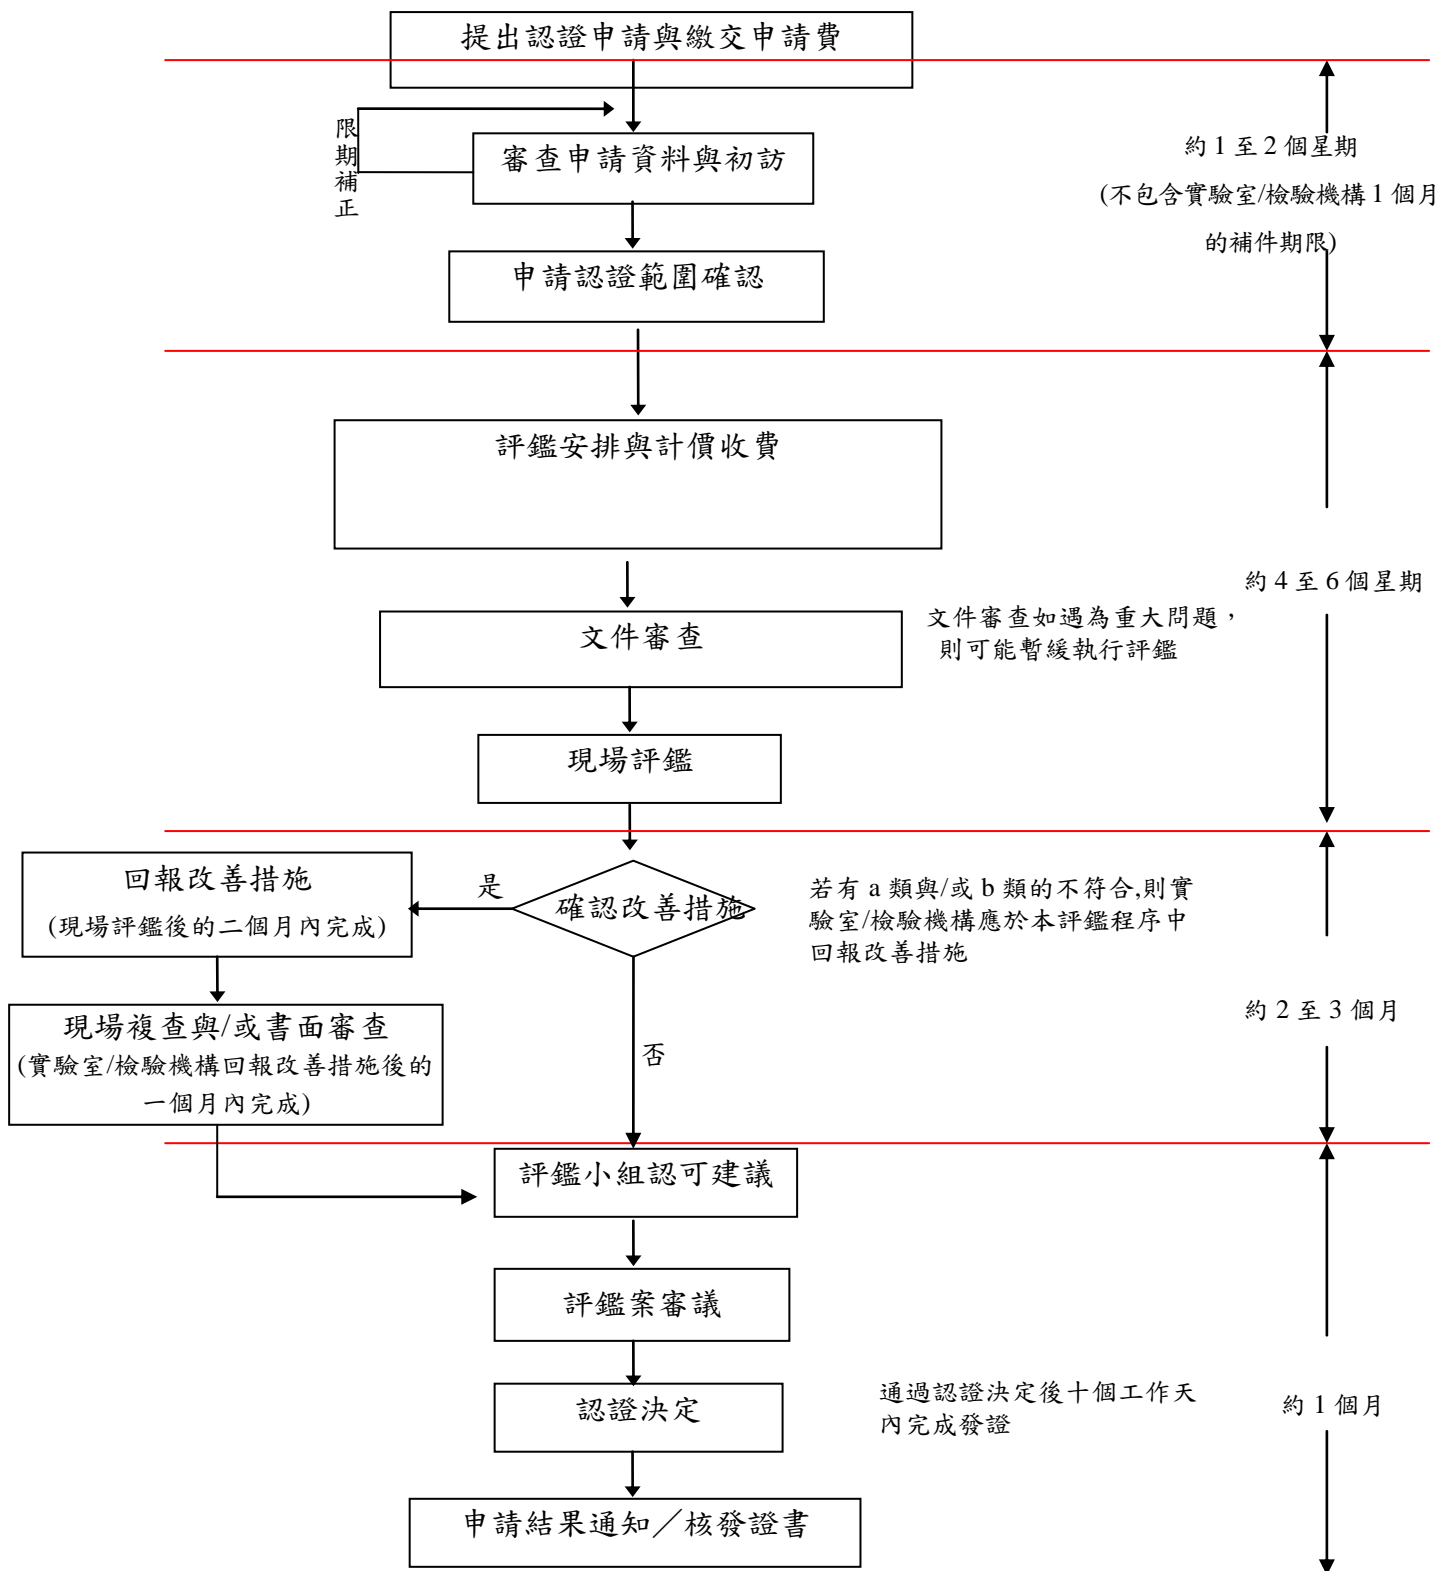 提出認證申請與繳交申請費
限期補正
審查申請資料與初訪
約 1 至 2 個星期
(不包含實驗室/檢驗機構 1 個月
的補件期限)
申請認證範圍確認
評鑑安排與計價收費
約 4 至 6 個星期
文件審查
文件審查如遇為重大問題，
則可能暫緩執行評鑑
現場評鑑
回報改善措施
(現場評鑑後的二個月內完成)
是
確認改善措施
若有 a 類與/或 b 類的不符合,則實
驗室/檢驗機構應於本評鑑程序中
回報改善措施
現場複查與/或書面審查
(實驗室/檢驗機構回報改善措施後的
一個月內完成)
否
約 2 至 3 個月
評鑑小組認可建議
評鑑案審議
認證決定
通過認證決定後十個工作天
內完成發證
約 1 個月
申請結果通知／核發證書